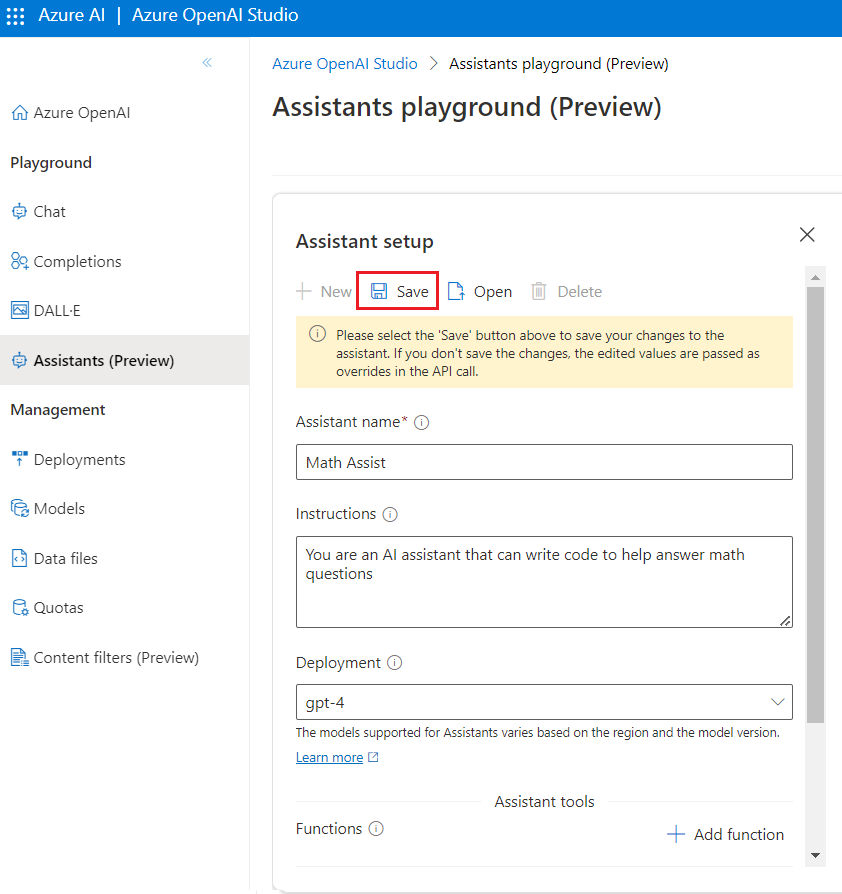 Azure AI | Azure OpenAI Studio
Azure OpenAI
Playground
Chat
Completions
DALL·E
Assistants (Preview)
Management
Deployments
Models
Data files
Quotas
Content filters (Preview)
Azure OpenAI Studio > Assistants playground (Preview)
Assistants playground (Preview)
Assistant setup
New
Save
Open
Delete
Please select the 'Save' button above to save your changes to the
assistant. If you don't save the changes, the edited values are passed as
overrides in the API call.
Assistant name*
Math Assist
Instructions
You are an AI assistant that can write code to help answer math
questions
Deployment
gpt-4
The models supported for Assistants varies based on the region and the model version.
Learn more
Assistant tools
Functions
Add function